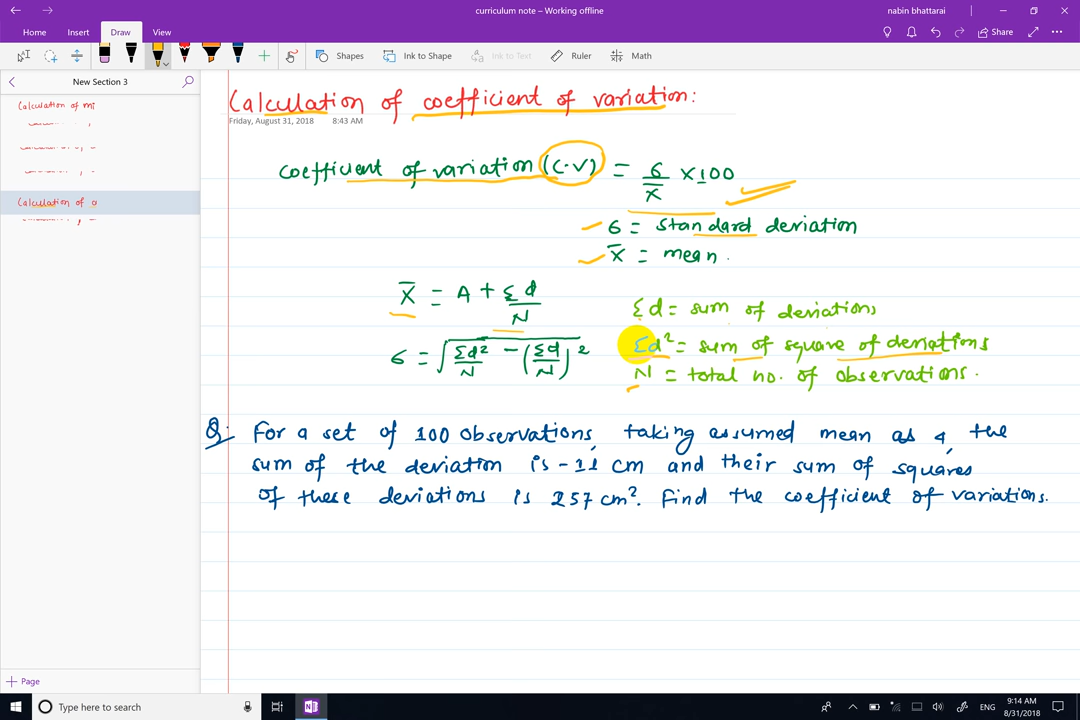 curriculum note – Working offline
nabin bhattarai
Home Insert Draw View
Share
Shapes Ink to Shape Ink to Text Ruler Math
New Section 3
Calculation of mi
Calculation of a
Calculation of coefficient of variation:
Friday, August 31, 2018 8:43 AM
Coefficient of variation (C.V) = σ/x̄ ×100
σ = standard deviation
x̄ = mean.
x̄ = A + Σd/N
Σd = sum of deviations
σ = √(Σd²/N − (Σd/N)²)
Σd² = sum of square of deviations
N = total no. of observations.
Q. For a set of 100 observations, taking assumed mean as 4, the
sum of the deviation is -11 cm and their sum of squares
of these deviations is 257 cm². Find the coefficient of variations.
+ Page
Type here to search
ENG
9:14 AM
8/31/2018